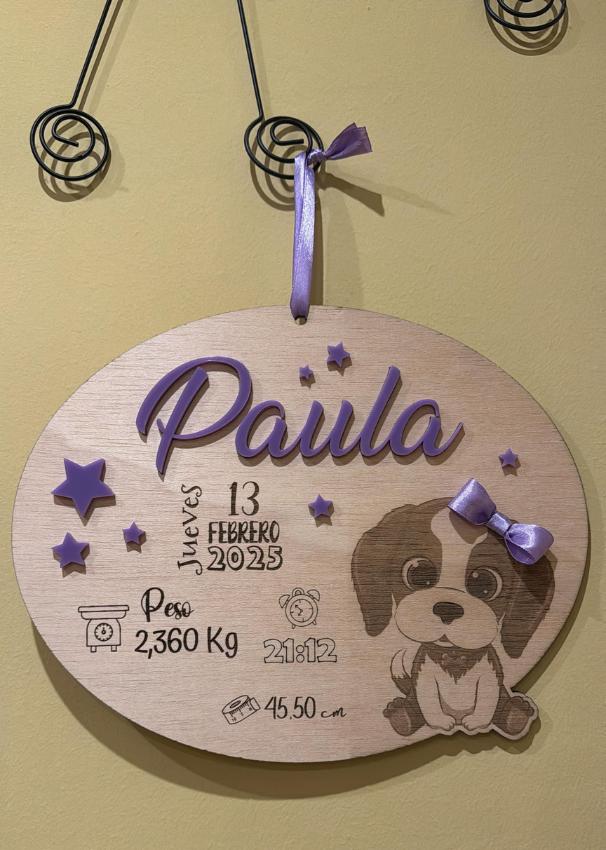 Paula
Jueves
13
FEBRERO
2025
Peso
2,360 Kg
21:12
45,50 cm